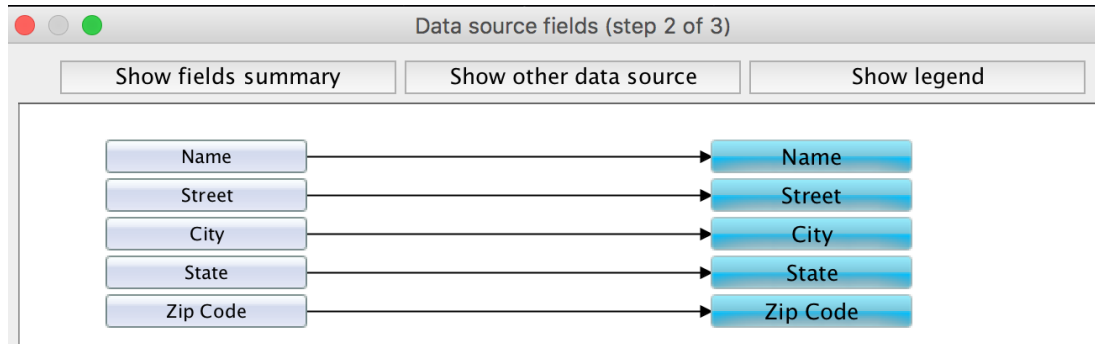 Data source fields (step 2 of 3)
Show fields summary Show other data source Show legend
Name Name
Street Street
City City
State State
Zip Code Zip Code